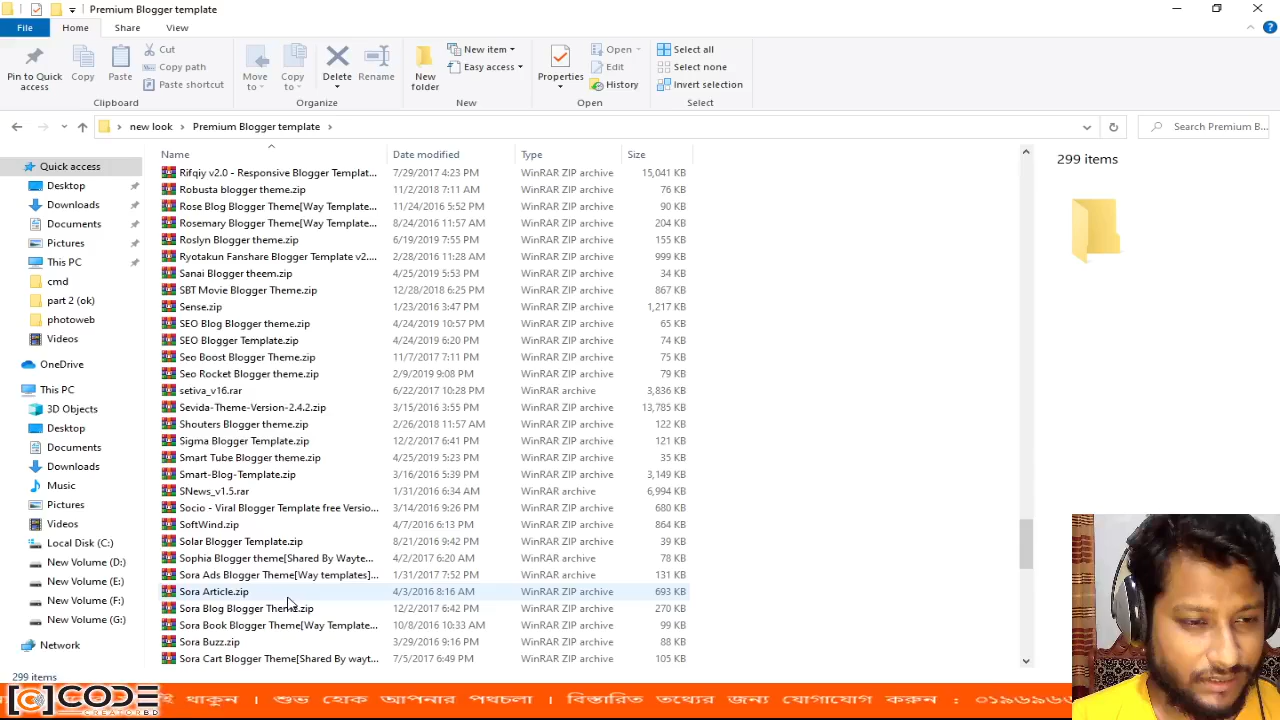 Premium Blogger template
File Home Share View
Pin to Quick access
Copy
Paste
Cut
Copy path
Paste shortcut
Move to
Copy to
Delete
Rename
New folder
New item
Easy access
Properties
Open
Edit
History
Select all
Select none
Invert selection
Clipboard Organize New Open Select
new look Premium Blogger template
Search Premium B...
Quick access
Desktop
Downloads
Documents
Pictures
This PC
cmd
part 2 (ok)
photoweb
Videos
OneDrive
This PC
3D Objects
Desktop
Documents
Downloads
Music
Pictures
Videos
Local Disk (C:)
New Volume (D:)
New Volume (E:)
New Volume (F:)
New Volume (G:)
Network
Name Date modified Type Size
Rifqiy v2.0 - Responsive Blogger Templat... 7/29/2017 4:23 PM WinRAR ZIP archive 15,041 KB
Robusta blogger theme.zip 11/2/2018 7:11 AM WinRAR ZIP archive 76 KB
Rose Blog Blogger Theme[Way Template... 11/24/2016 5:52 PM WinRAR ZIP archive 90 KB
Rosemary Blogger Theme[Way Template... 8/24/2016 11:57 AM WinRAR ZIP archive 204 KB
Roslyn Blogger theme.zip 6/19/2019 7:55 PM WinRAR ZIP archive 155 KB
Ryotakun Fanshare Blogger Template v2.... 2/28/2016 11:28 AM WinRAR ZIP archive 999 KB
Sanai Blogger theem.zip 4/25/2019 5:53 PM WinRAR ZIP archive 34 KB
SBT Movie Blogger Theme.zip 12/28/2018 6:25 PM WinRAR ZIP archive 867 KB
Sense.zip 1/23/2016 3:47 PM WinRAR ZIP archive 1,217 KB
SEO Blog Blogger theme.zip 4/24/2019 10:57 PM WinRAR ZIP archive 65 KB
SEO Blogger Template.zip 4/24/2019 6:20 PM WinRAR ZIP archive 74 KB
Seo Boost Blogger Theme.zip 11/7/2017 7:11 PM WinRAR ZIP archive 75 KB
Seo Rocket Blogger theme.zip 2/9/2019 9:08 PM WinRAR ZIP archive 79 KB
setiva_v16.rar 6/22/2017 10:28 PM WinRAR archive 3,836 KB
Sevida-Theme-Version-2.4.2.zip 3/15/2016 3:55 PM WinRAR ZIP archive 13,785 KB
Shouters Blogger theme.zip 2/26/2018 11:57 AM WinRAR ZIP archive 122 KB
Sigma Blogger Template.zip 12/2/2017 6:41 PM WinRAR ZIP archive 121 KB
Smart Tube Blogger theme.zip 4/25/2019 5:23 PM WinRAR ZIP archive 35 KB
Smart-Blog-Template.zip 3/16/2016 5:39 PM WinRAR ZIP archive 3,149 KB
SNews_v1.5.rar 1/31/2016 6:34 AM WinRAR archive 6,994 KB
Socio - Viral Blogger Template free Versio... 3/14/2016 9:26 PM WinRAR ZIP archive 680 KB
SoftWind.zip 4/7/2016 6:13 PM WinRAR ZIP archive 864 KB
Solar Blogger Template.zip 8/21/2016 9:42 PM WinRAR ZIP archive 39 KB
Sophia Blogger theme[Shared By Wayte... 4/2/2017 6:20 AM WinRAR archive 78 KB
Sora Ads Blogger Theme[Way templates]... 1/31/2017 7:52 PM WinRAR ZIP archive 131 KB
Sora Article.zip 4/3/2016 8:16 AM WinRAR ZIP archive 693 KB
Sora Blog Blogger Theme.zip 12/2/2017 6:42 PM WinRAR ZIP archive 270 KB
Sora Book Blogger Theme[Way Template... 10/8/2016 10:33 AM WinRAR ZIP archive 99 KB
Sora Buzz.zip 3/29/2016 9:16 PM WinRAR ZIP archive 88 KB
Sora Cart Blogger Theme[Shared By wayt... 7/5/2017 6:49 PM WinRAR ZIP archive 105 KB
299 items
299 items
CODE
CREATORBD
থাকুন । শুভ হোক আপনার পথচলা । বিস্তারিত তথ্যের জন্য যোগাযোগ করুন :